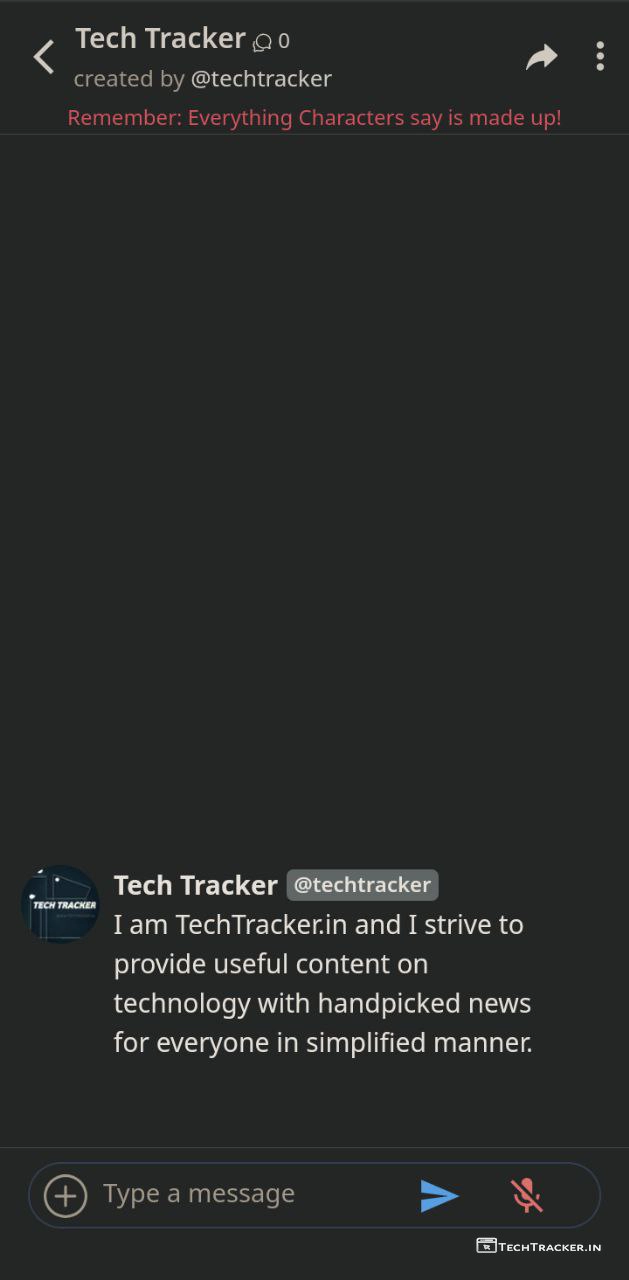 Tech Tracker 0
created by @techtracker
Remember: Everything Characters say is made up!
TECH TRACKER
Tech Tracker @techtracker
I am TechTracker.in and I strive to
provide useful content on
technology with handpicked news
for everyone in simplified manner.
Type a message
TECHTRACKER.IN